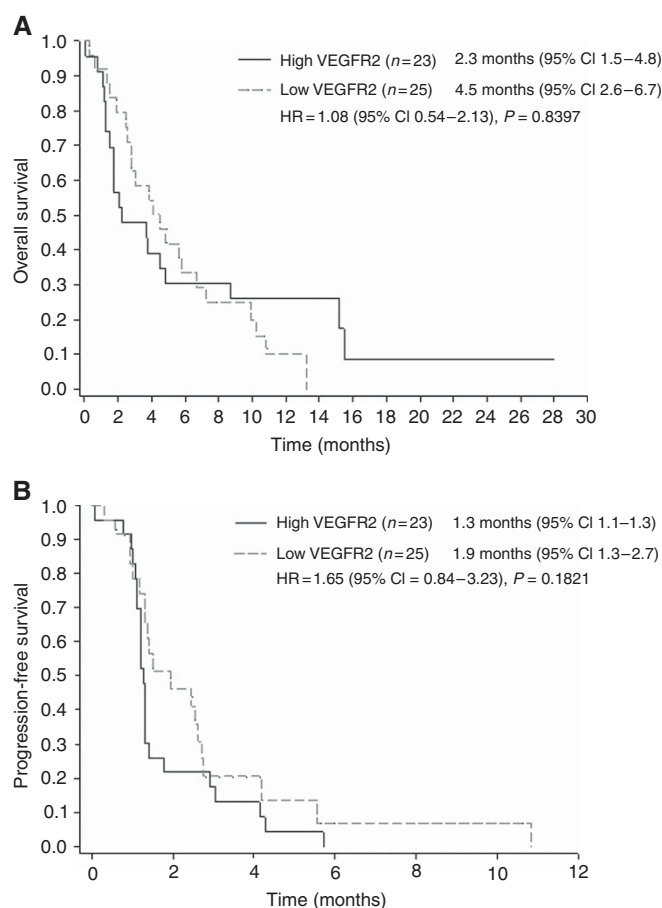 A
High VEGFR2 (n=23) 2.3 months (95% CI 1.5–4.8)
Low VEGFR2 (n=25) 4.5 months (95% CI 2.6–6.7)
HR=1.08 (95% CI 0.54–2.13), P = 0.8397
Overall survival
1.0
0.9
0.8
0.7
0.6
0.5
0.4
0.3
0.2
0.1
0.0
0 2 4 6 8 10 12 14 16 18 20 22 24 26 28 30
Time (months)
B
High VEGFR2 (n=23) 1.3 months (95% CI 1.1–1.3)
Low VEGFR2 (n=25) 1.9 months (95% CI 1.3–2.7)
HR=1.65 (95% CI = 0.84–3.23), P = 0.1821
Progression-free survival
1.0
0.9
0.8
0.7
0.6
0.5
0.4
0.3
0.2
0.1
0.0
0 2 4 6 8 10 12
Time (months)